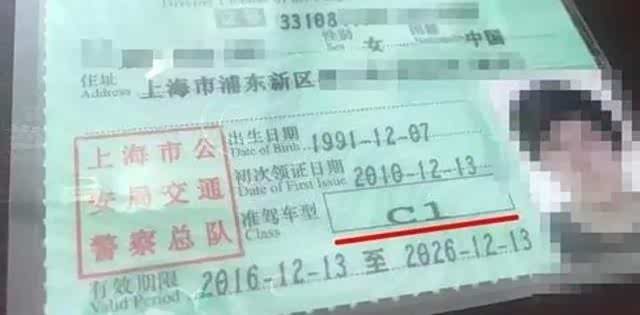 证号 33108
性别 Sex 女 国籍 中国
住址 Address 上海市浦东新区
出生日期 Date of Birth 1991-12-07
初次领证日期 Date of First Issue 2010-12-13
准驾车型 Class C1
有效期限 Valid Period 2016-12-13 至 2026-12-13
上海市公
安局交通
警察总队